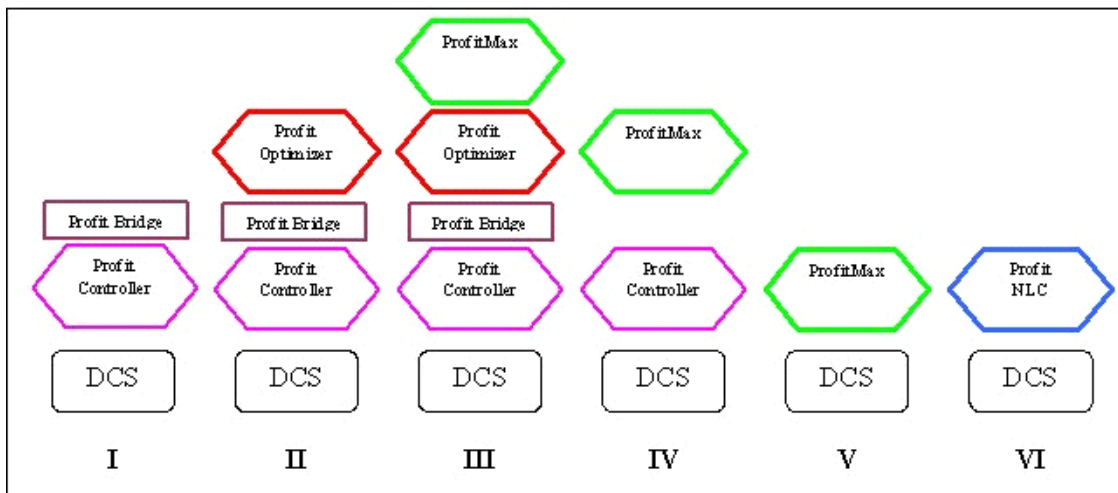 ProfitMax
Profit
Optimizer
Profit
Optimizer
ProfitMax
Profit Bridge
Profit Bridge
Profit Bridge
Profit
Controller
Profit
Controller
Profit
Controller
Profit
Controller
ProfitMax
Profit
NLC
DCS
DCS
DCS
DCS
DCS
DCS
I
II
III
IV
V
VI